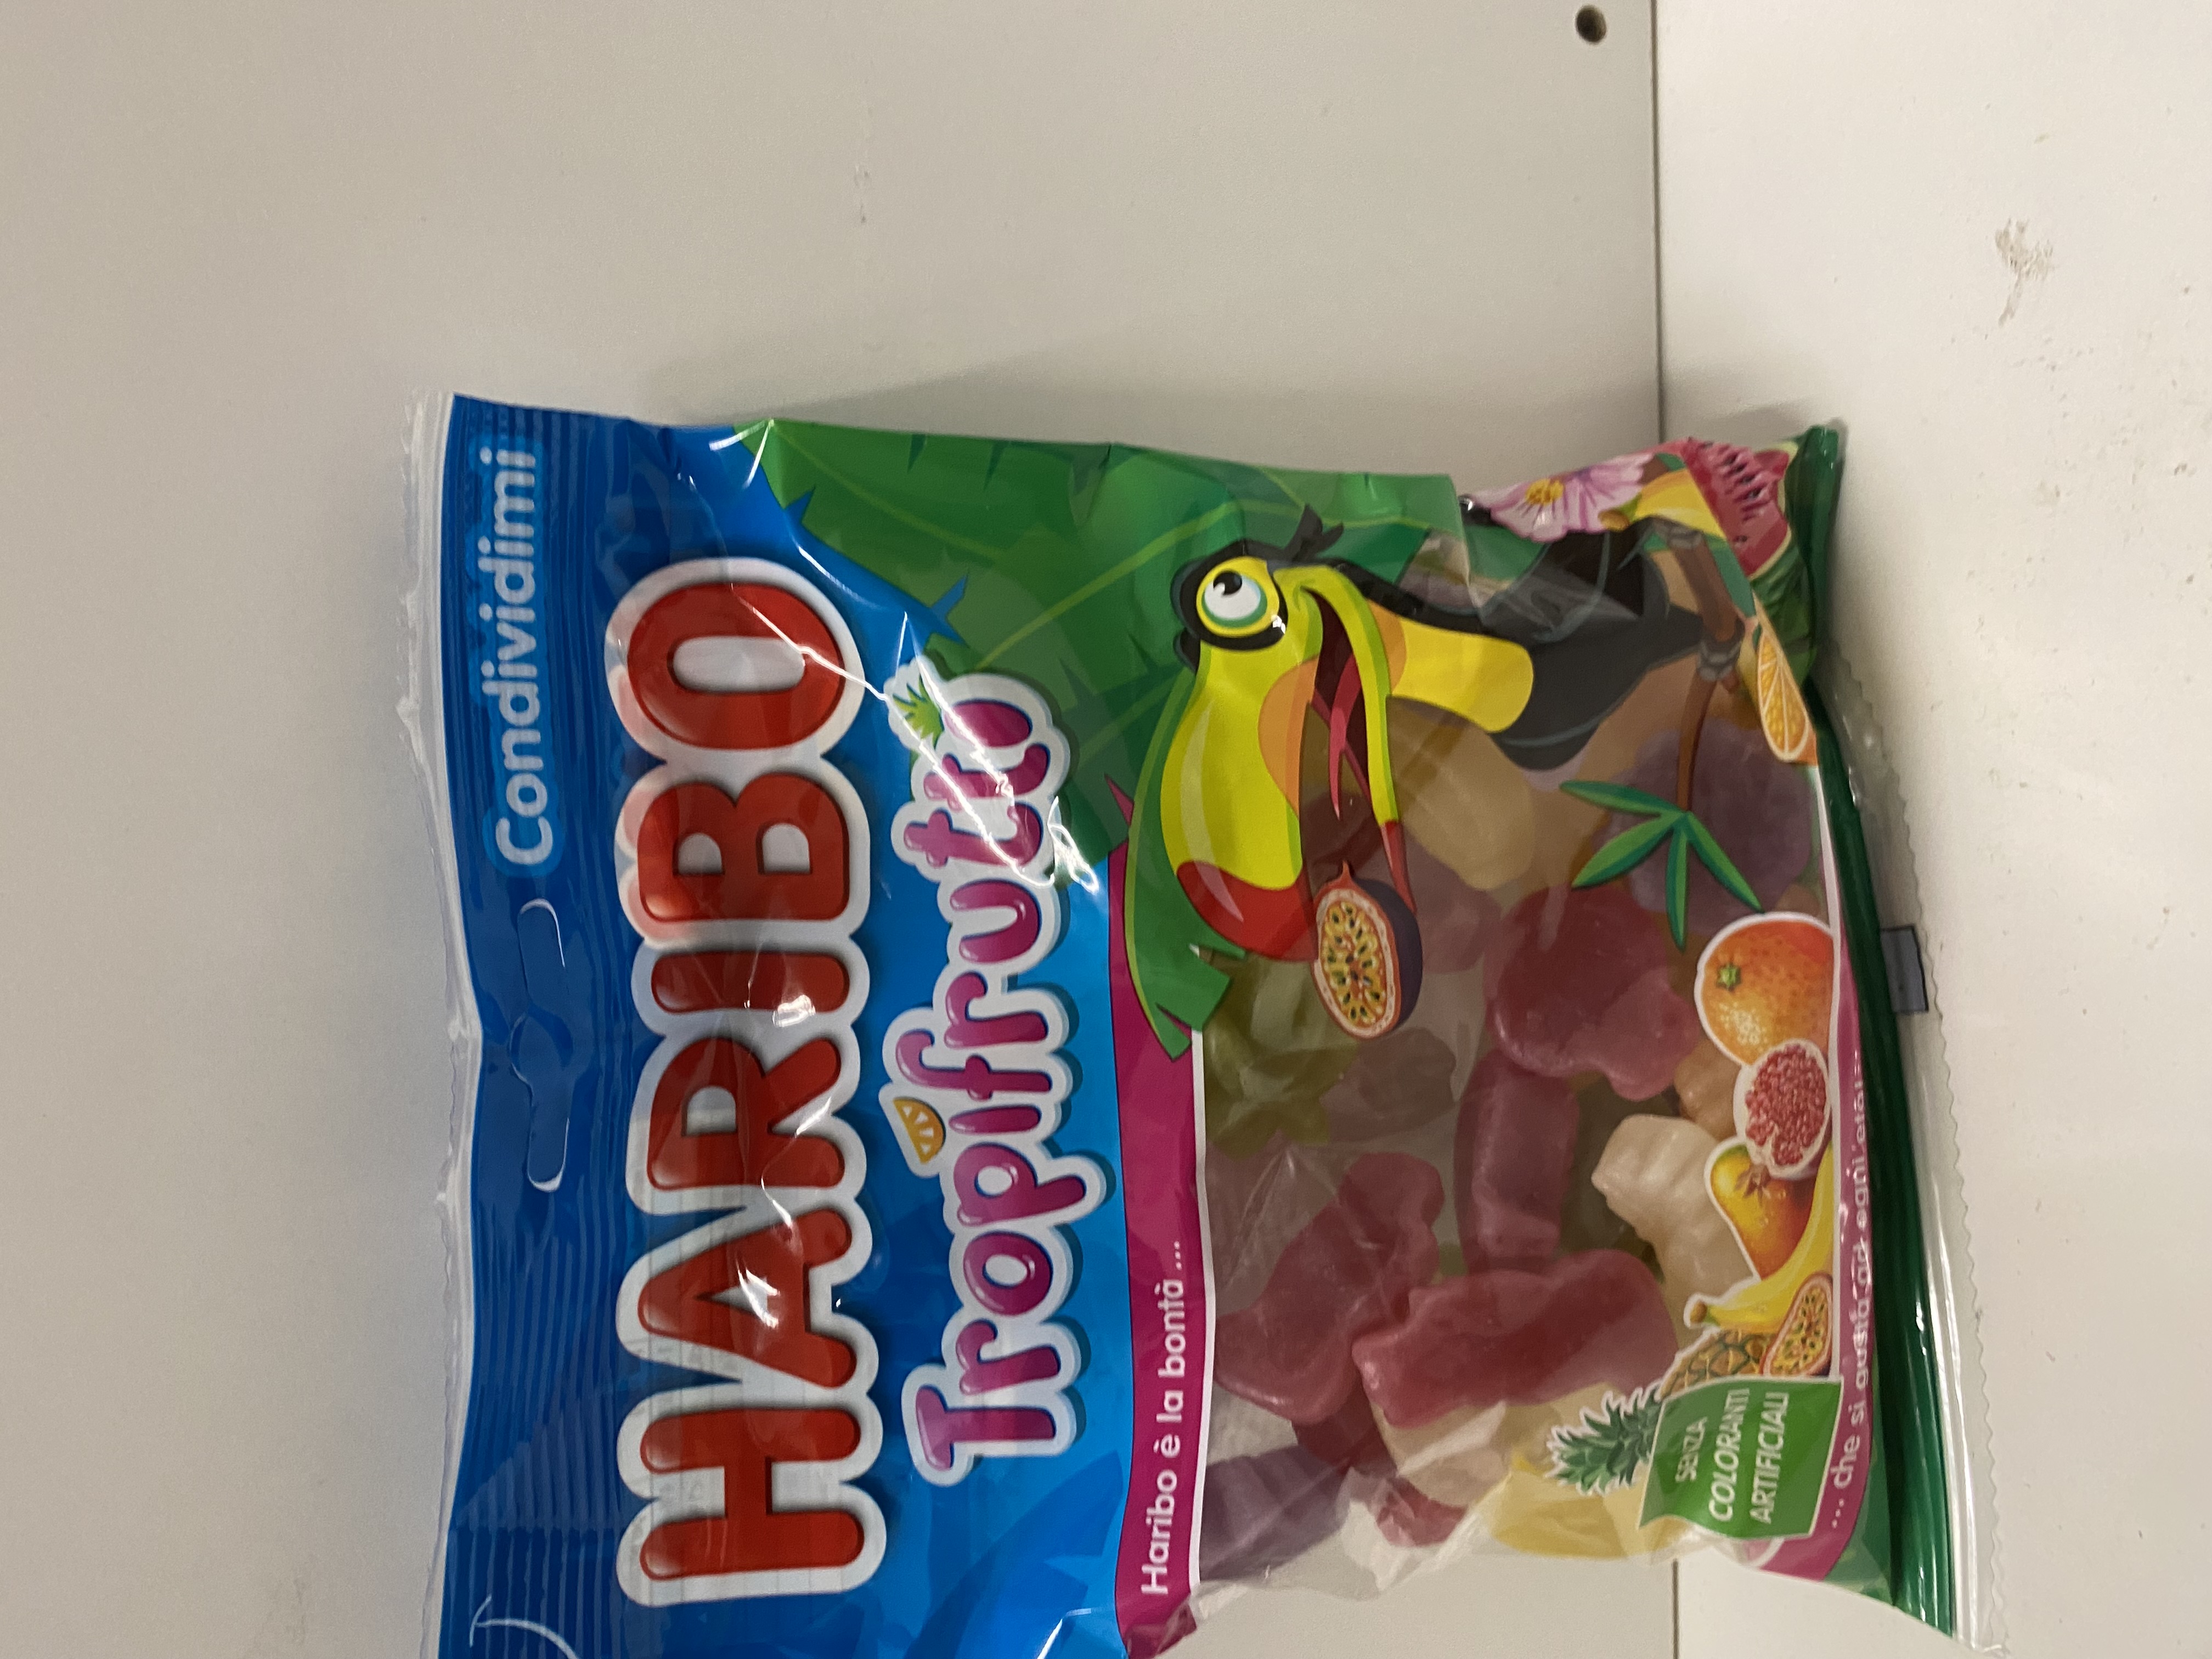 Condividimi
HARIBO
Tropifrutti
Haribo è la bontà...
SENZA
COLORANTI
ARTIFICIALI
... che si gusta ad ogni età...